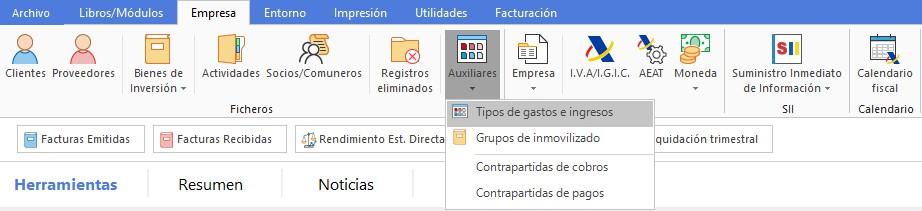 Archivo
Libros/Módulos
Empresa
Entorno
Impresión
Utilidades
Facturación
Clientes
Proveedores
Bienes de
Inversión
Actividades
Socios/Comuneros
Registros
eliminados
Auxiliares
Empresa
I.V.A/I.G.I.C.
AEAT
Moneda
SII
Suministro Inmediato
de Información
Calendario
fiscal
Ficheros
SII
Calendario
Tipos de gastos e ingresos
Grupos de inmovilizado
Contrapartidas de cobros
Contrapartidas de pagos
Facturas Emitidas
Facturas Recibidas
Rendimiento Est. Directa
quidación trimestral
Herramientas
Resumen
Noticias